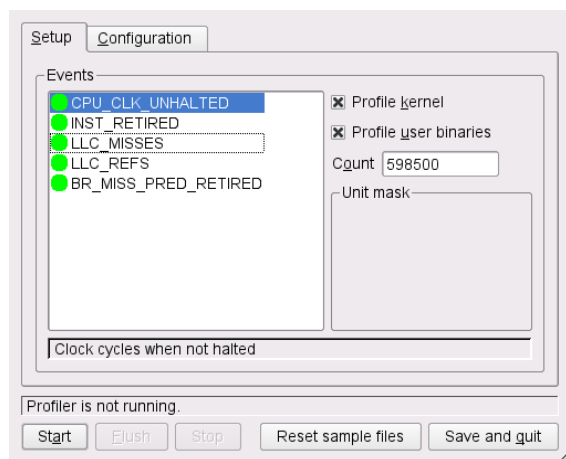 Setup Configuration
Events
CPU_CLK_UNHALTED
INST_RETIRED
LLC_MISSES
LLC_REFS
BR_MISS_PRED_RETIRED
Profile kernel
Profile user binaries
Count 598500
Unit mask
Clock cycles when not halted
Profiler is not running.
Start Flush Stop Reset sample files Save and quit